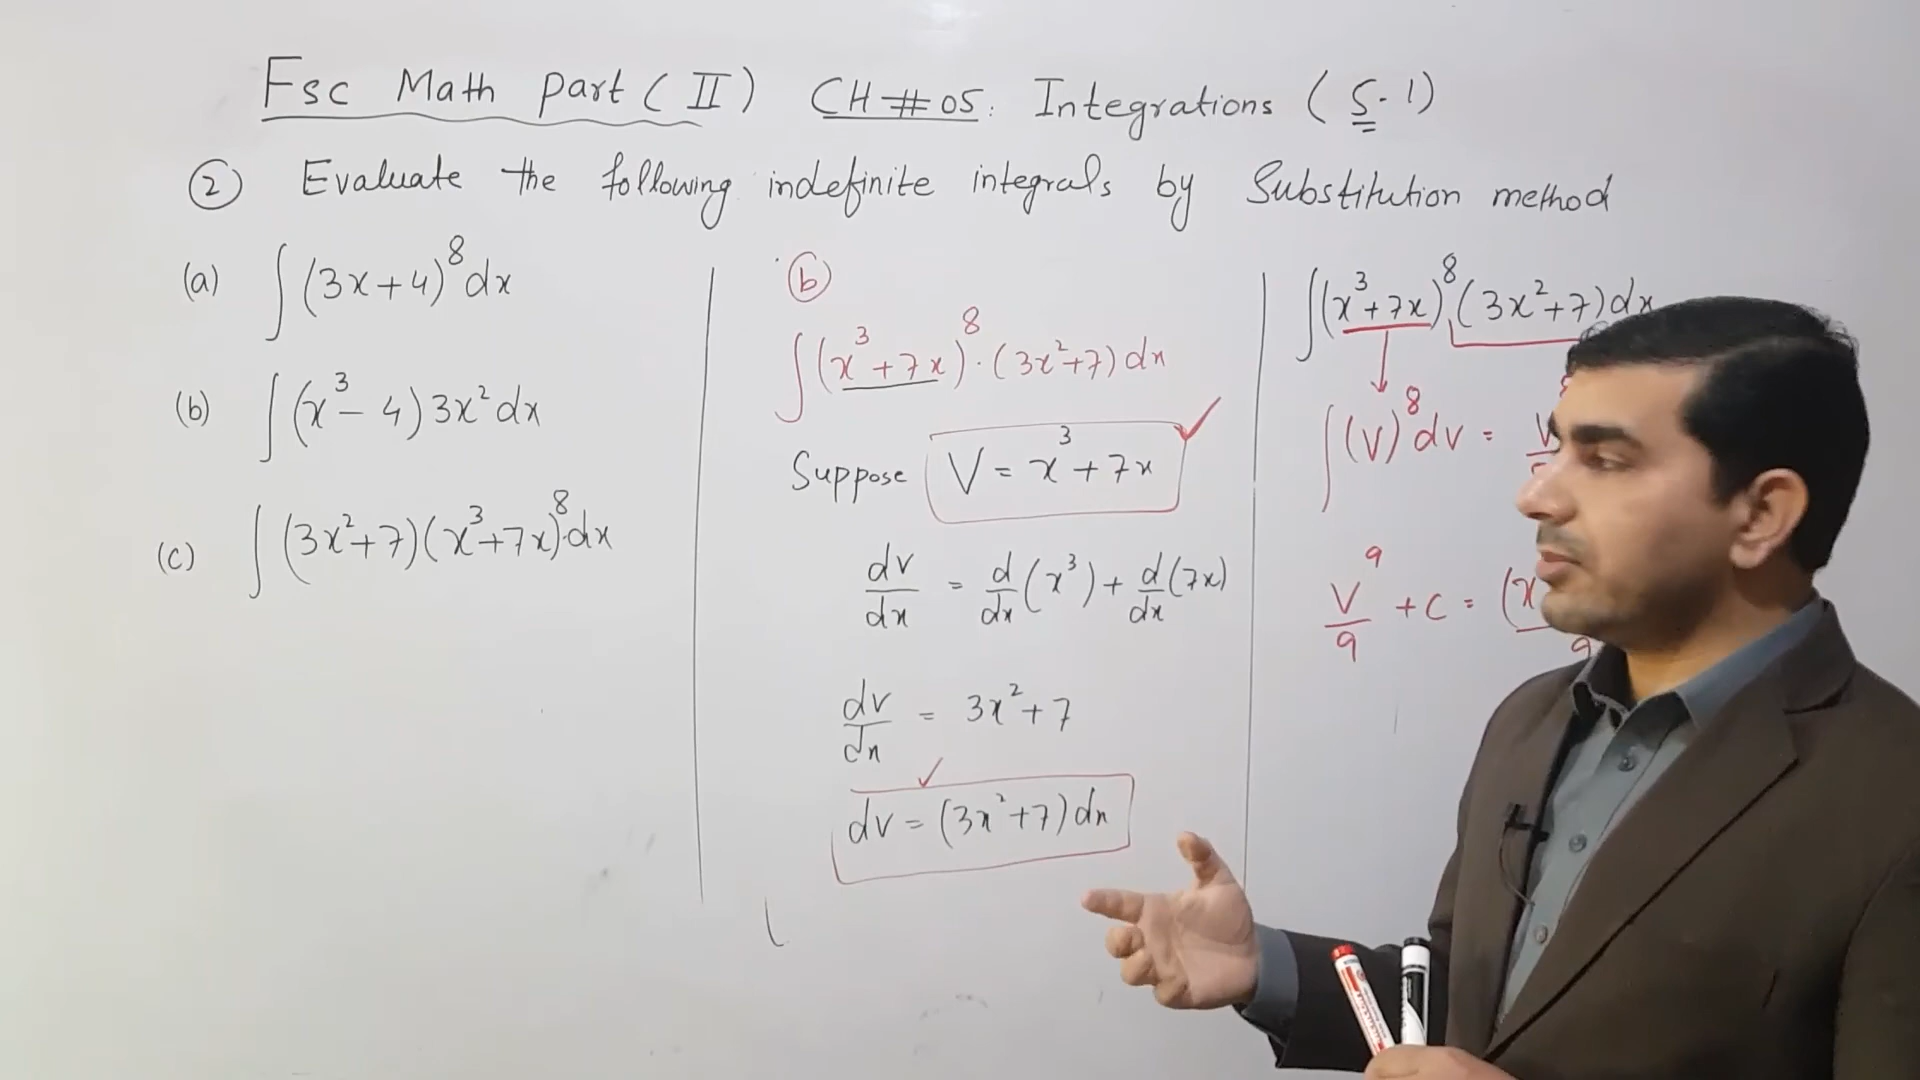 Fsc Math part (II) CH#05: Integrations (5.1)
② Evaluate the following indefinite integrals by Substitution method
(a) ∫(3x+4)⁸dx
(b) ∫(x³-4)3x²dx
(c) ∫(3x²+7)(x³+7x)⁸.dx
ⓑ
∫(x³+7x)⁸.(3x²+7)dx
Suppose V = x³+7x
dv/dx = d/dx(x³)+d/dx(7x)
dv/dx = 3x²+7
dv = (3x²+7)dx
∫(x³+7x)⁸(3x²+7)dx
∫(V)⁸dv =
V⁹/9 + C = (x
9